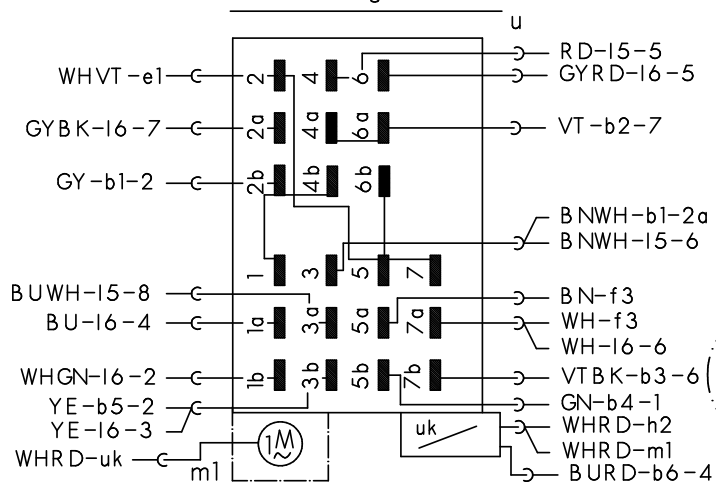 u
RD-15-5
WHVT-e1 2 4 6 GYRD-16-5
GYBK-16-7 2a 4a 6a VT-b2-7
GY-b1-2 2b 4b 6b
BNWH-b1-2a
1 3 5 7 BNWH-15-6
BUWH-15-8 BN-f3
BU-16-4 1a 3a 5a 7a WH-f3
WH-16-6
WHGN-16-2 1b 3b 5b 7b VTBK-b3-6 (
YE-b5-2 GN-b4-1
YE-16-3 uk WHRD-h2
WHRD-uk m1 1M~ WHRD-m1
BURD-b6-4